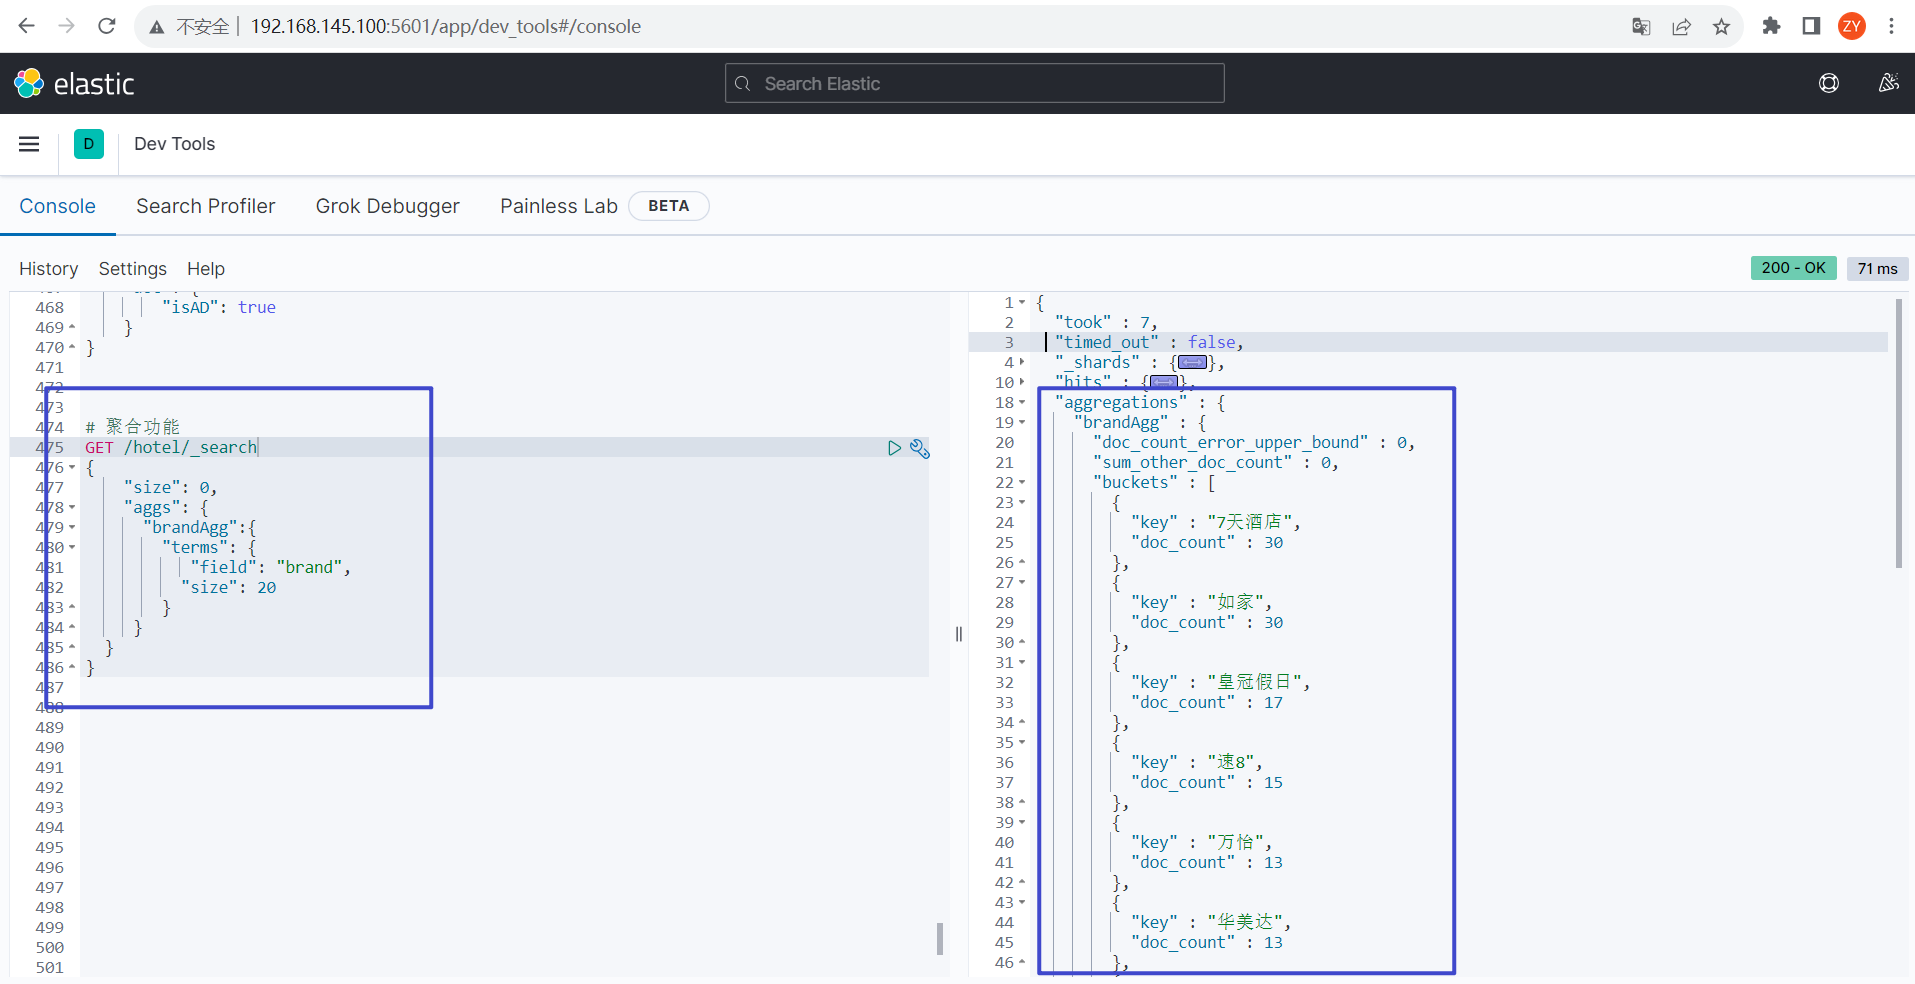 不安全 192.168.145.100:5601/app/dev_tools#/console
ZY
elastic
Search Elastic
D
Dev Tools
Console Search Profiler Grok Debugger Painless Lab BETA
History Settings Help
200 - OK 71 ms
468 "isAD": true
469 }
470 }
471
472
473
474 # 聚合功能
475 GET /hotel/_search
476 {
477 "size": 0,
478 "aggs": {
479 "brandAgg":{
480 "terms": {
481 "field": "brand",
482 "size": 20
483 }
484 }
485 }
486 }
487
488
489
490
491
492
493
494
495
496
497
498
499
500
501
1 {
2 "took" : 7,
3 "timed_out" : false,
4 "_shards" : {},
10 "hits" : {},
18 "aggregations" : {
19 "brandAgg" : {
20 "doc_count_error_upper_bound" : 0,
21 "sum_other_doc_count" : 0,
22 "buckets" : [
23 {
24 "key" : "7天酒店",
25 "doc_count" : 30
26 },
27 {
28 "key" : "如家",
29 "doc_count" : 30
30 },
31 {
32 "key" : "皇冠假日",
33 "doc_count" : 17
34 },
35 {
36 "key" : "速8",
37 "doc_count" : 15
38 },
39 {
40 "key" : "万怡",
41 "doc_count" : 13
42 },
43 {
44 "key" : "华美达",
45 "doc_count" : 13
46 },